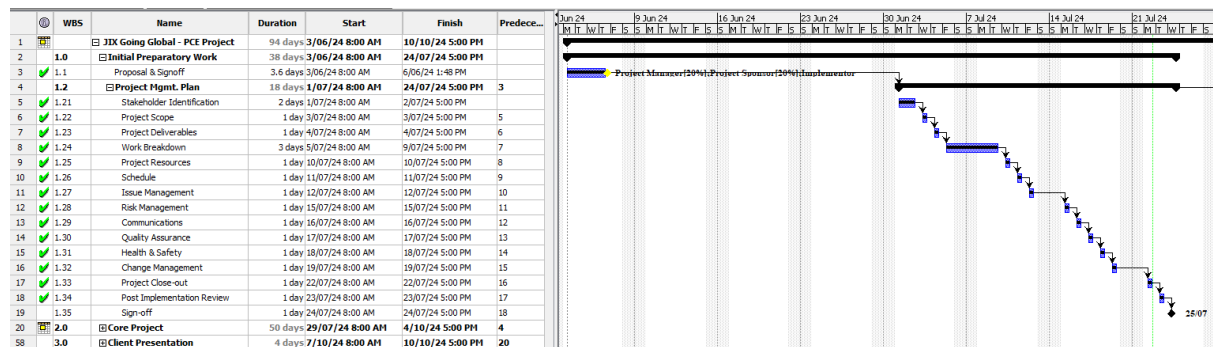 WBS Name Duration Start Finish Predece... Jun 24 9 Jun 24 16 Jun 24 23 Jun 24 30 Jun 24 7 Jul 24 14 Jul 24 21 Jul 24
M T W T F S S M T W T F S S M T W T F S S M T W T F S S M T W T F S S M T W T F S S M T W T F S S M T W T F S
1 JIX Going Global - PCE Project 94 days 3/06/24 8:00 AM 10/10/24 5:00 PM
2 1.0 Initial Preparatory Work 38 days 3/06/24 8:00 AM 24/07/24 5:00 PM
3 1.1 Proposal & Signoff 3.6 days 3/06/24 8:00 AM 6/06/24 1:48 PM Project Manager[20%];Project Sponsor[20%];Implementor
4 1.2 Project Mgmt. Plan 18 days 1/07/24 8:00 AM 24/07/24 5:00 PM 3
5 1.21 Stakeholder Identification 2 days 1/07/24 8:00 AM 2/07/24 5:00 PM
6 1.22 Project Scope 1 day 3/07/24 8:00 AM 3/07/24 5:00 PM 5
7 1.23 Project Deliverables 1 day 4/07/24 8:00 AM 4/07/24 5:00 PM 6
8 1.24 Work Breakdown 3 days 5/07/24 8:00 AM 9/07/24 5:00 PM 7
9 1.25 Project Resources 1 day 10/07/24 8:00 AM 10/07/24 5:00 PM 8
10 1.26 Schedule 1 day 11/07/24 8:00 AM 11/07/24 5:00 PM 9
11 1.27 Issue Management 1 day 12/07/24 8:00 AM 12/07/24 5:00 PM 10
12 1.28 Risk Management 1 day 15/07/24 8:00 AM 15/07/24 5:00 PM 11
13 1.29 Communications 1 day 16/07/24 8:00 AM 16/07/24 5:00 PM 12
14 1.30 Quality Assurance 1 day 17/07/24 8:00 AM 17/07/24 5:00 PM 13
15 1.31 Health & Safety 1 day 18/07/24 8:00 AM 18/07/24 5:00 PM 14
16 1.32 Change Management 1 day 19/07/24 8:00 AM 19/07/24 5:00 PM 15
17 1.33 Project Close-out 1 day 22/07/24 8:00 AM 22/07/24 5:00 PM 16
18 1.34 Post Implementation Review 1 day 23/07/24 8:00 AM 23/07/24 5:00 PM 17
19 1.35 Sign-off 1 day 24/07/24 8:00 AM 24/07/24 5:00 PM 18 25/07
20 2.0 Core Project 50 days 29/07/24 8:00 AM 4/10/24 5:00 PM 4
58 3.0 Client Presentation 4 days 7/10/24 8:00 AM 10/10/24 5:00 PM 20